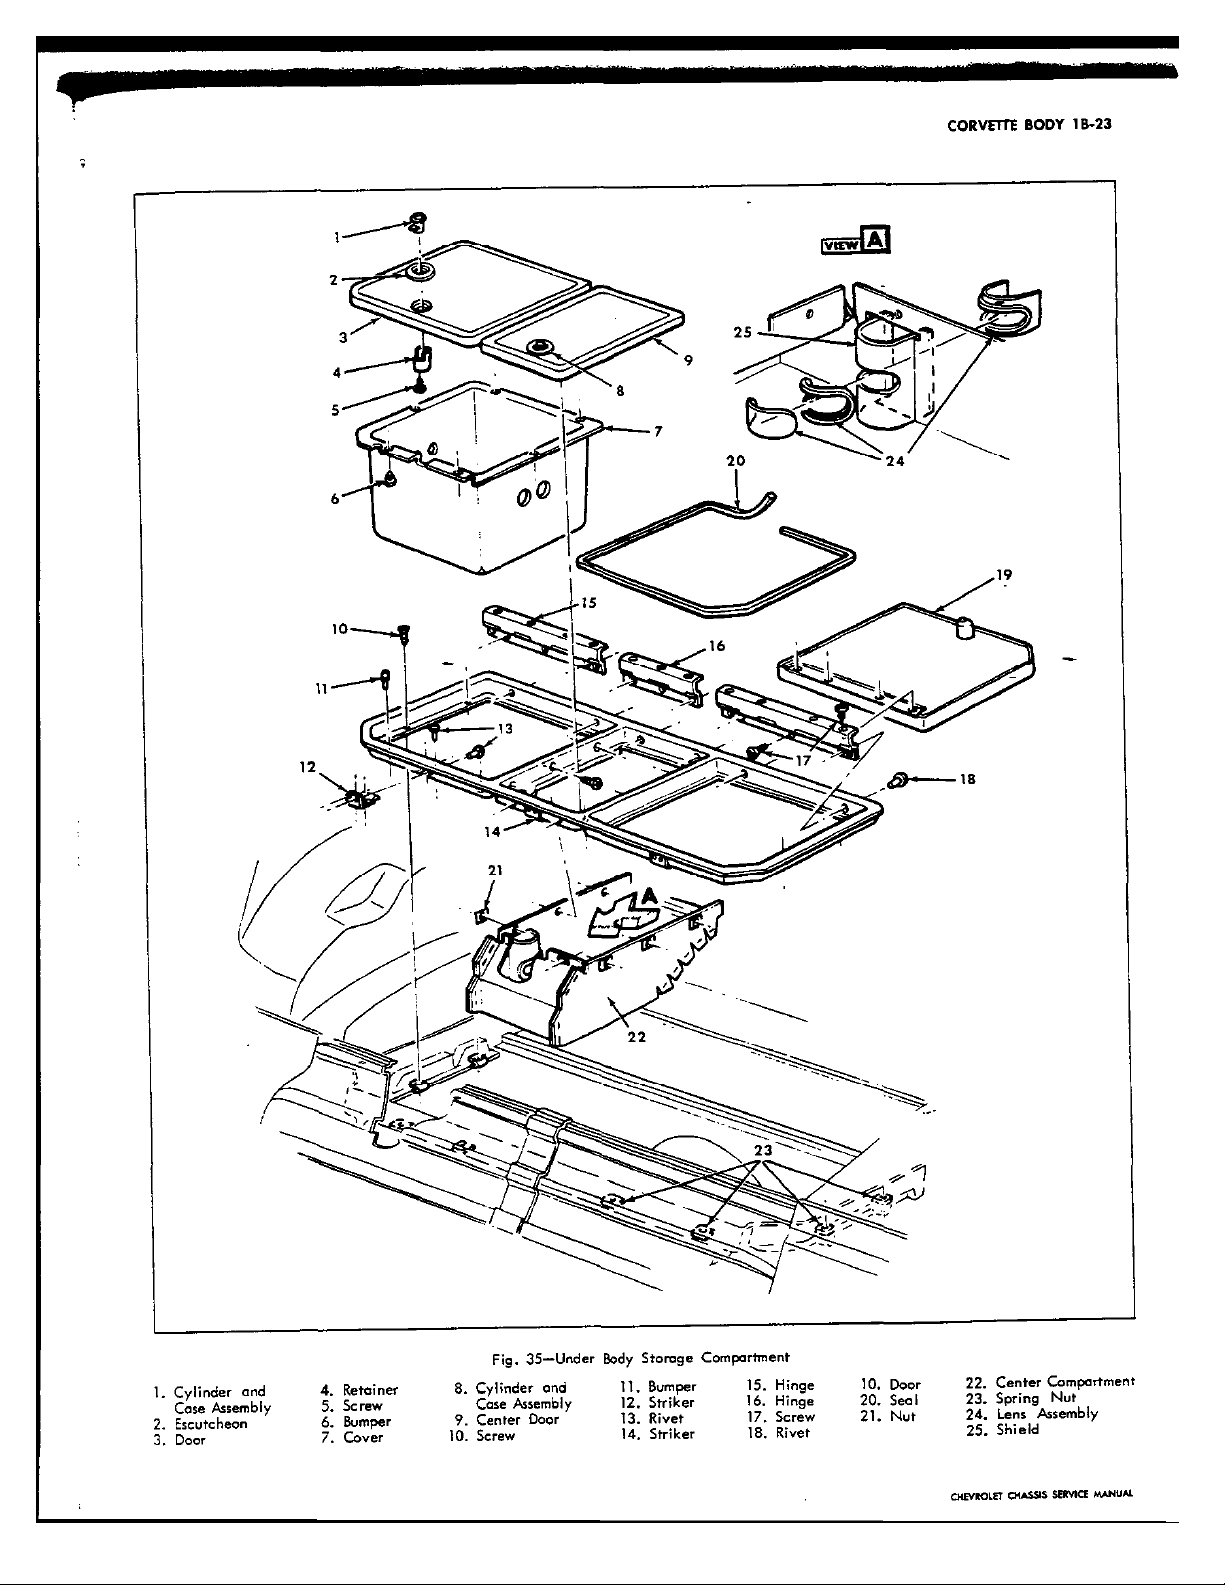 CORVETTE BODY 1B-23
VIEW A
1
2
3
4
5
6
7
8
9
25
24
20
19
10
11
12
13
14
15
16
17
18
21
A
22
23
Fig. 35—Under Body Storage Compartment
1. Cylinder and
Case Assembly
2. Escutcheon
3. Door
4. Retainer
5. Screw
6. Bumper
7. Cover
8. Cylinder and
Case Assembly
9. Center Door
10. Screw
11. Bumper
12. Striker
13. Rivet
14. Striker
15. Hinge
16. Hinge
17. Screw
18. Rivet
10. Door
20. Seal
21. Nut
22. Center Compartment
23. Spring Nut
24. Lens Assembly
25. Shield
CHEVROLET CHASSIS SERVICE MANUAL